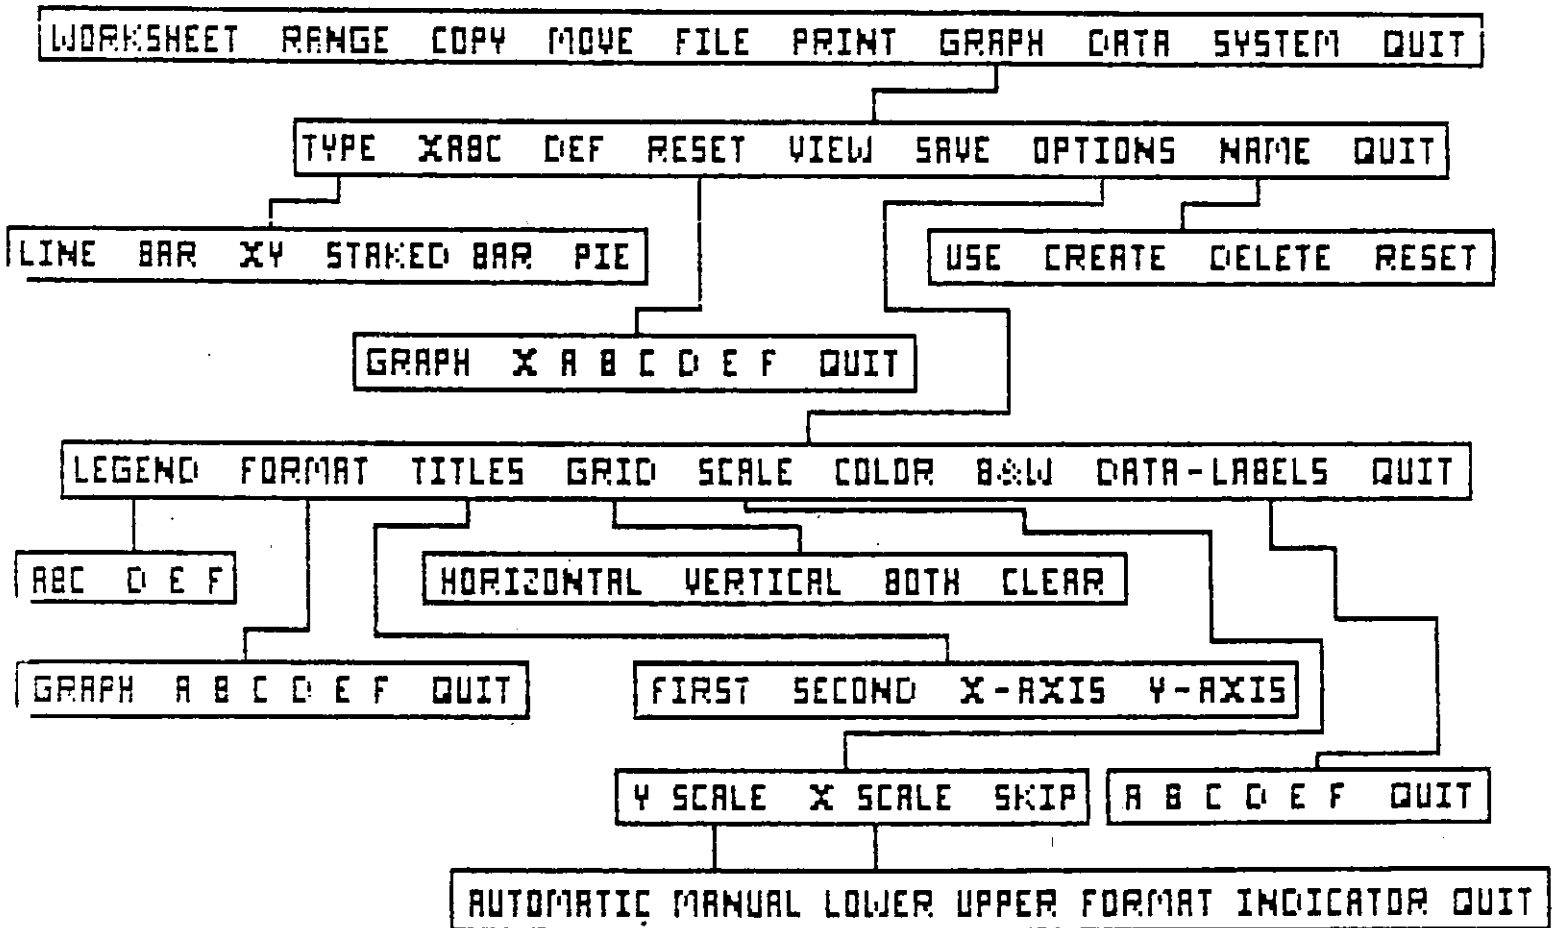 WORKSHEET RANGE COPY MOVE FILE PRINT GRAPH DATA SYSTEM QUIT
TYPE XABC DEF RESET VIEW SAVE OPTIONS NAME QUIT
LINE BAR XY STAKED BAR PIE
USE CREATE DELETE RESET
GRAPH X A B C D E F QUIT
LEGEND FORMAT TITLES GRID SCALE COLOR B&W DATA-LABELS QUIT
ABC D E F
HORIZONTAL VERTICAL BOTH CLEAR
GRAPH A B C D E F QUIT
FIRST SECOND X-AXIS Y-AXIS
Y SCALE X SCALE SKIP
A B C D E F QUIT
AUTOMATIC MANUAL LOWER UPPER FORMAT INDICATOR QUIT